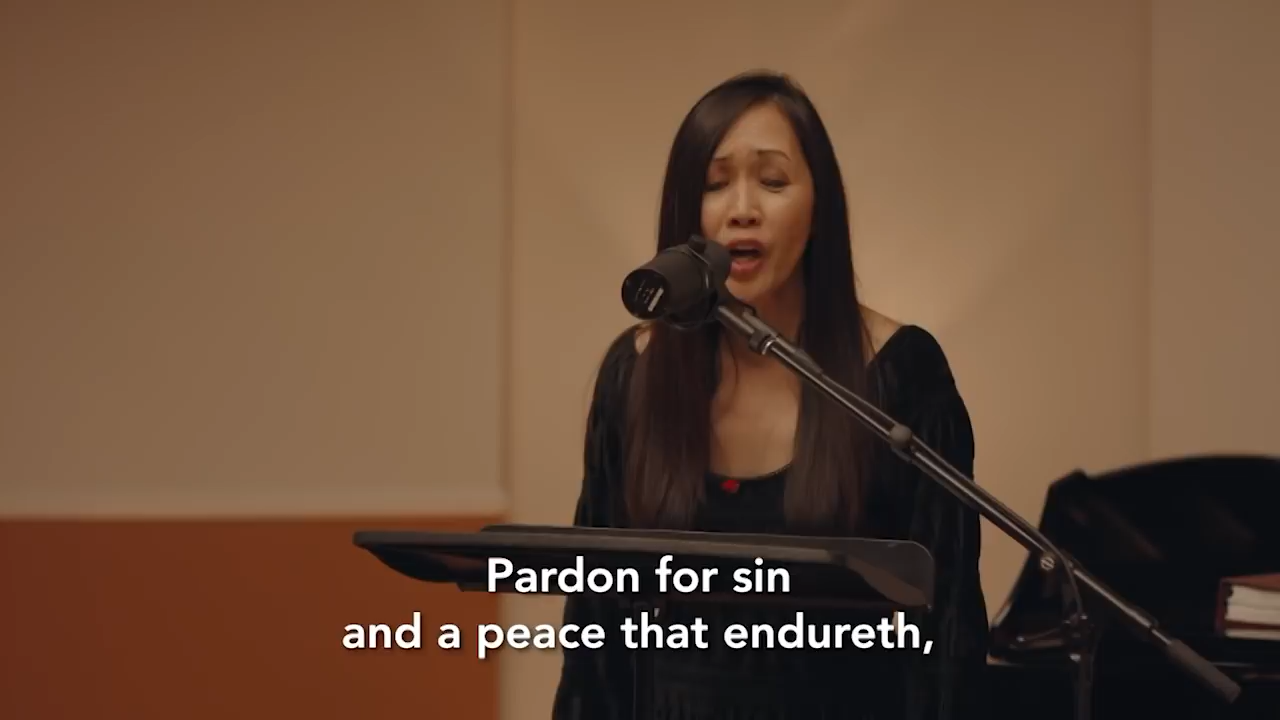 Pardon for sin
and a peace that endureth,